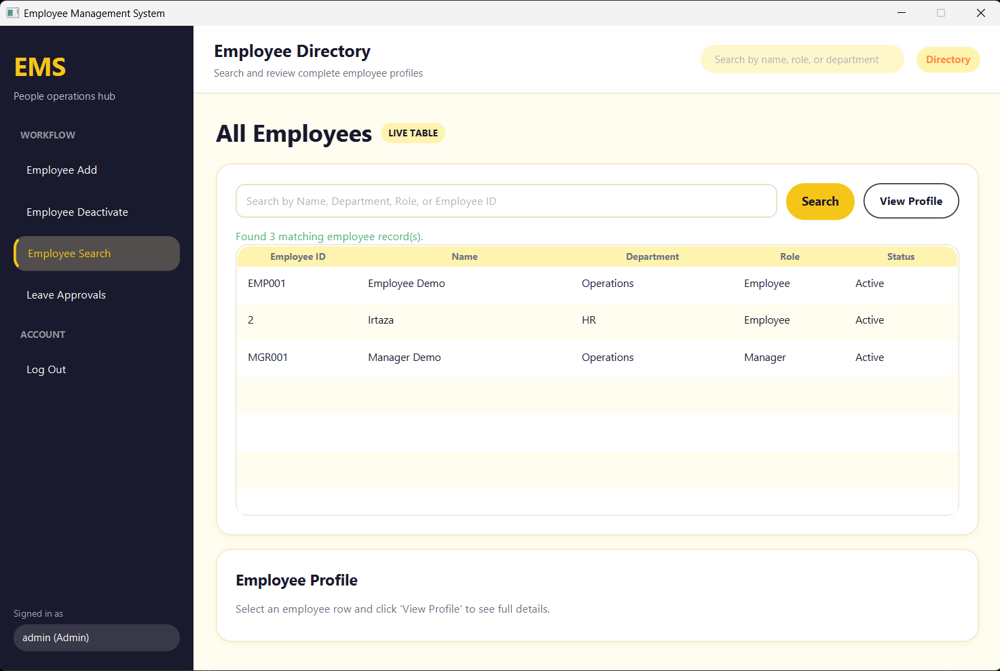 Employee Management System
EMS
People operations hub
WORKFLOW
Employee Add
Employee Deactivate
Employee Search
Leave Approvals
ACCOUNT
Log Out
Signed in as
admin (Admin)
Employee Directory
Search and review complete employee profiles
Search by name, role, or department
Directory
All Employees
LIVE TABLE
Search by Name, Department, Role, or Employee ID
Search
View Profile
Found 3 matching employee record(s).
Employee ID Name Department Role Status
EMP001 Employee Demo Operations Employee Active
2 Irtaza HR Employee Active
MGR001 Manager Demo Operations Manager Active
Employee Profile
Select an employee row and click 'View Profile' to see full details.